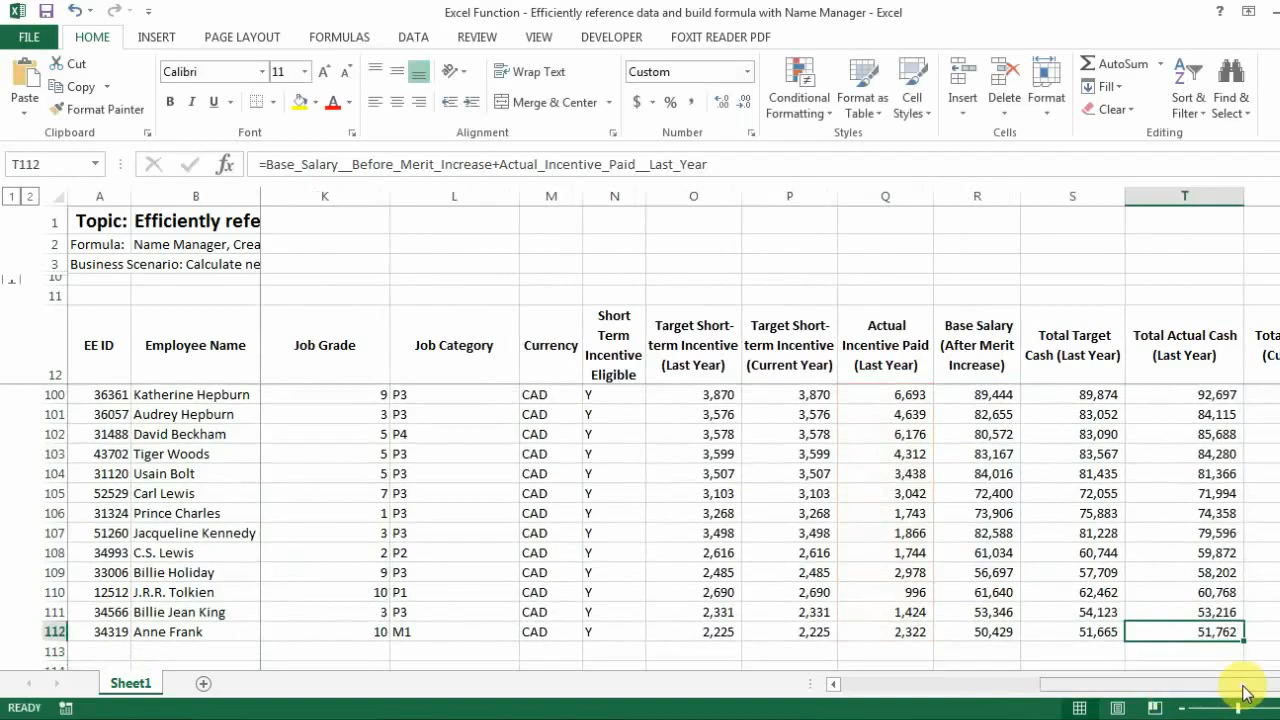 Excel Function - Efficiently reference data and build formula with Name Manager - Excel
FILE HOME INSERT PAGE LAYOUT FORMULAS DATA REVIEW VIEW DEVELOPER FOXIT READER PDF
Paste
Cut
Copy
Format Painter
Clipboard
Calibri 11
B I U
Font
Wrap Text
Merge & Center
Alignment
Custom
$ % ,
Number
Conditional Formatting
Format as Table
Cell Styles
Styles
Insert Delete Format
Cells
AutoSum
Fill
Clear
Sort & Filter
Find & Select
Editing
T112 fx =Base_Salary__Before_Merit_Increase+Actual_Incentive_Paid__Last_Year
1 2 A B K L M N O P Q R S T
1 Topic: Efficiently refe
2 Formula: Name Manager, Crea
3 Business Scenario: Calculate ne
10
11
12 EE ID Employee Name Job Grade Job Category Currency Short Term Incentive Eligible Target Short-term Incentive (Last Year) Target Short-term Incentive (Current Year) Actual Incentive Paid (Last Year) Base Salary (After Merit Increase) Total Target Cash (Last Year) Total Actual Cash (Last Year) Tota (Cu
100 36361 Katherine Hepburn 9 P3 CAD Y 3,870 3,870 6,693 89,444 89,874 92,697
101 36057 Audrey Hepburn 3 P3 CAD Y 3,576 3,576 4,639 82,655 83,052 84,115
102 31488 David Beckham 5 P4 CAD Y 3,578 3,578 6,176 80,572 83,090 85,688
103 43702 Tiger Woods 5 P3 CAD Y 3,599 3,599 4,312 83,167 83,567 84,280
104 31120 Usain Bolt 5 P3 CAD Y 3,507 3,507 3,438 84,016 81,435 81,366
105 52529 Carl Lewis 7 P3 CAD Y 3,103 3,103 3,042 72,400 72,055 71,994
106 31324 Prince Charles 1 P3 CAD Y 3,268 3,268 1,743 73,906 75,883 74,358
107 51260 Jacqueline Kennedy 3 P3 CAD Y 3,498 3,498 1,866 82,588 81,228 79,596
108 34993 C.S. Lewis 2 P2 CAD Y 2,616 2,616 1,744 61,034 60,744 59,872
109 33006 Billie Holiday 9 P3 CAD Y 2,485 2,485 2,978 56,697 57,709 58,202
110 12512 J.R.R. Tolkien 10 P1 CAD Y 2,690 2,690 996 61,640 62,462 60,768
111 34566 Billie Jean King 3 P3 CAD Y 2,331 2,331 1,424 53,346 54,123 53,216
112 34319 Anne Frank 10 M1 CAD Y 2,225 2,225 2,322 50,429 51,665 51,762
113
Sheet1
READY